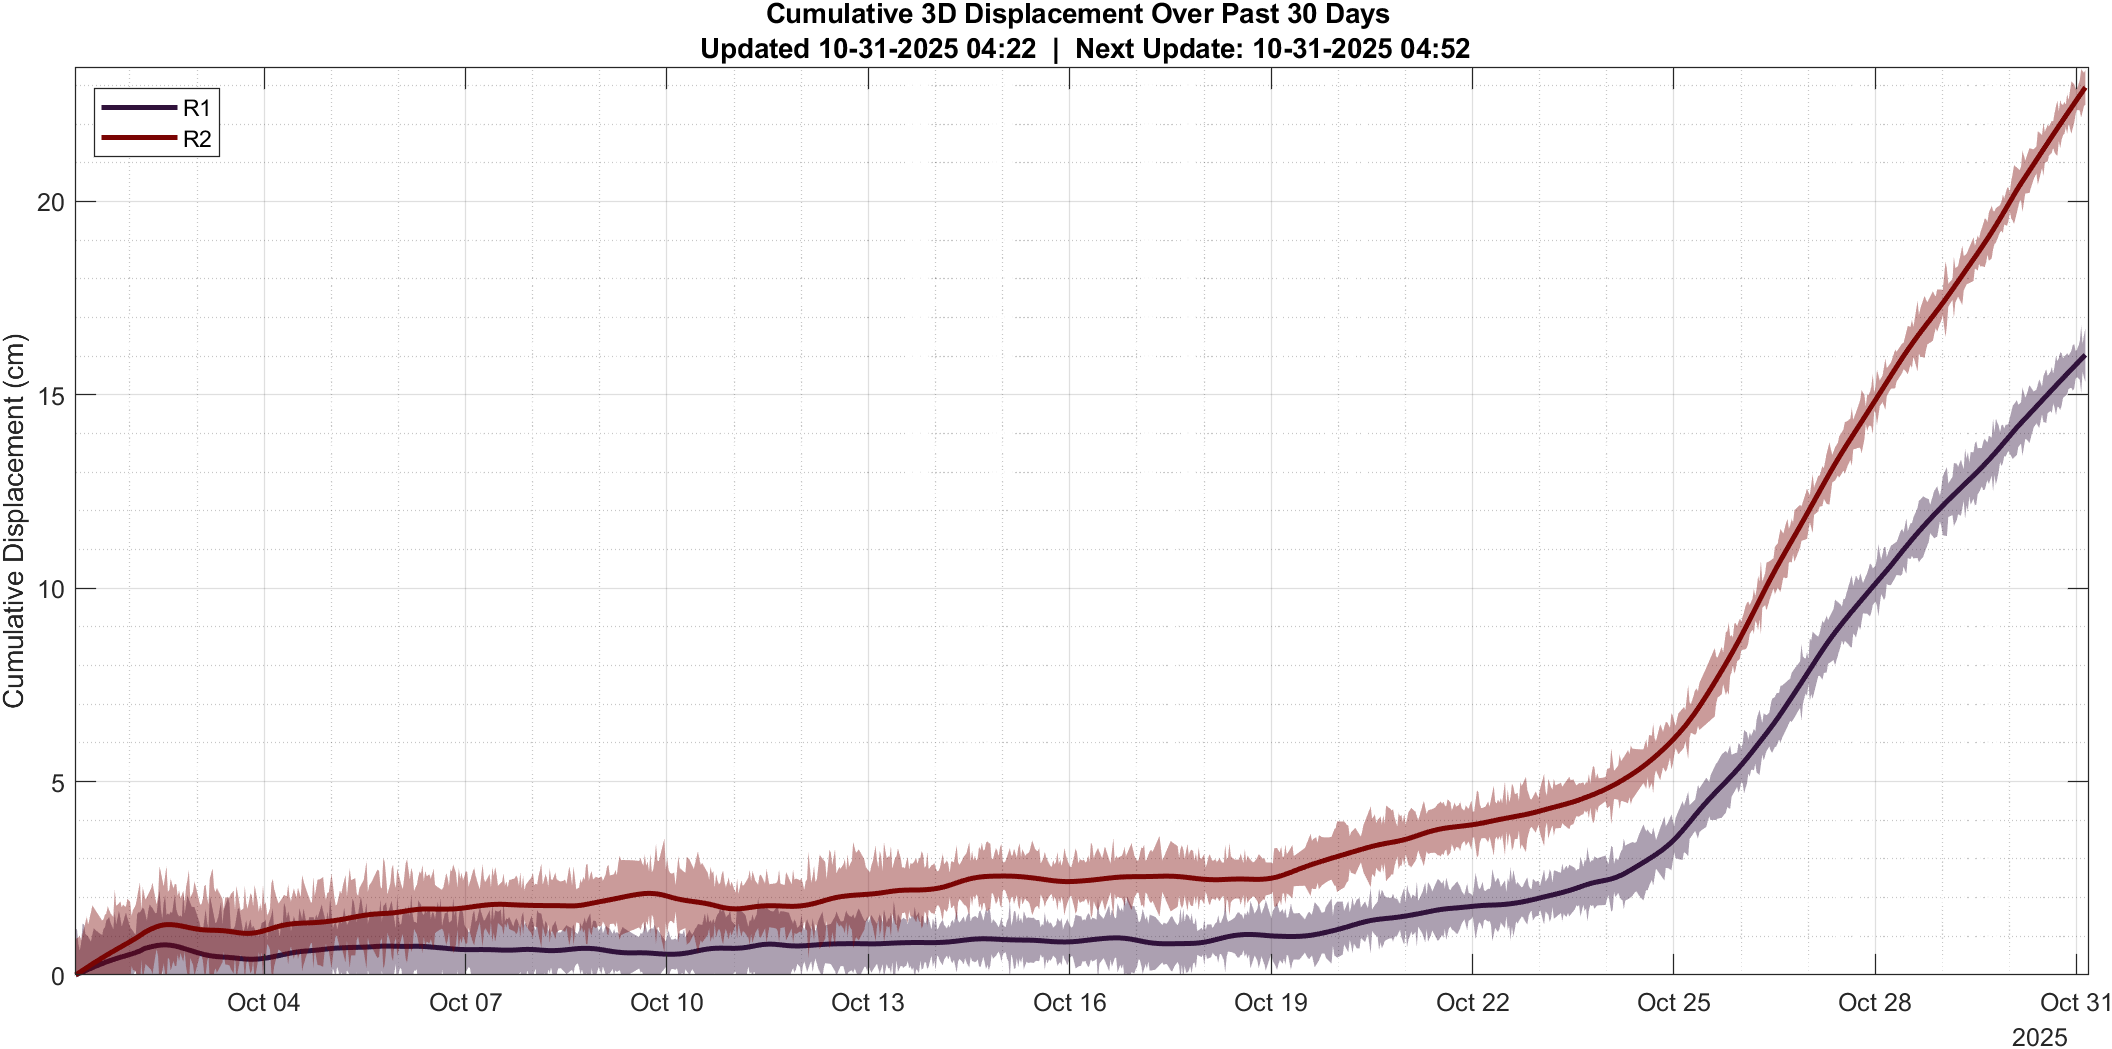 Cumulative 3D Displacement Over Past 30 Days
Updated 10-31-2025 04:22 | Next Update: 10-31-2025 04:52
R1
R2
Cumulative Displacement (cm)
20
15
10
5
0
Oct 04 Oct 07 Oct 10 Oct 13 Oct 16 Oct 19 Oct 22 Oct 25 Oct 28 Oct 31
2025